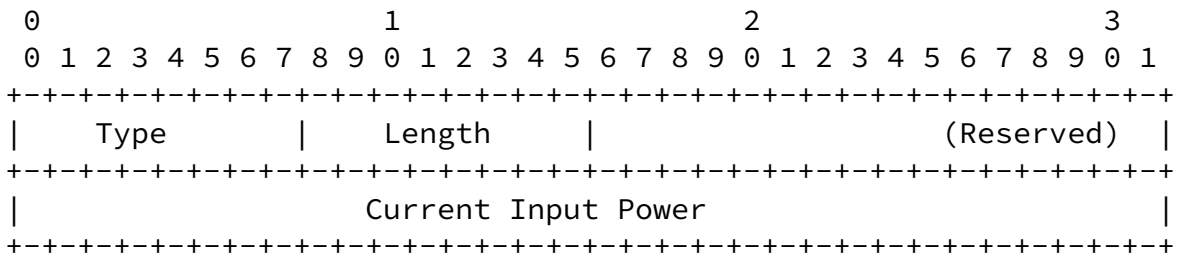 0                   1                   2                   3
 0 1 2 3 4 5 6 7 8 9 0 1 2 3 4 5 6 7 8 9 0 1 2 3 4 5 6 7 8 9 0 1
+-+-+-+-+-+-+-+-+-+-+-+-+-+-+-+-+-+-+-+-+-+-+-+-+-+-+-+-+-+-+-+-+
|    Type       |    Length     |                   (Reserved)  |
+-+-+-+-+-+-+-+-+-+-+-+-+-+-+-+-+-+-+-+-+-+-+-+-+-+-+-+-+-+-+-+-+
|                   Current Input Power                         |
+-+-+-+-+-+-+-+-+-+-+-+-+-+-+-+-+-+-+-+-+-+-+-+-+-+-+-+-+-+-+-+-+